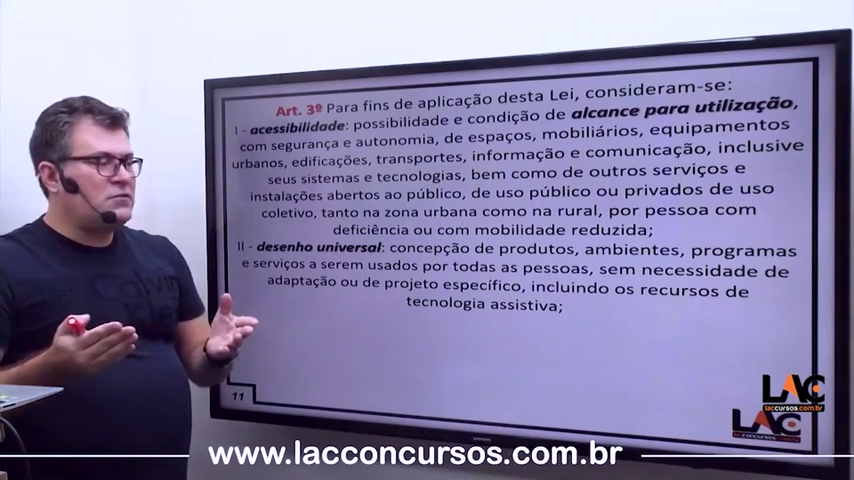 Art. 3º Para fins de aplicação desta Lei, consideram-se:
I - acessibilidade: possibilidade e condição de alcance para utilização,
com segurança e autonomia, de espaços, mobiliários, equipamentos
urbanos, edificações, transportes, informação e comunicação, inclusive
seus sistemas e tecnologias, bem como de outros serviços e
instalações abertos ao público, de uso público ou privados de uso
coletivo, tanto na zona urbana como na rural, por pessoa com
deficiência ou com mobilidade reduzida;
II - desenho universal: concepção de produtos, ambientes, programas
e serviços a serem usados por todas as pessoas, sem necessidade de
adaptação ou de projeto específico, incluindo os recursos de
tecnologia assistiva;
Calvin
11
LAC
laccursos.com.br
LAC
www.lacconcursos.com.br